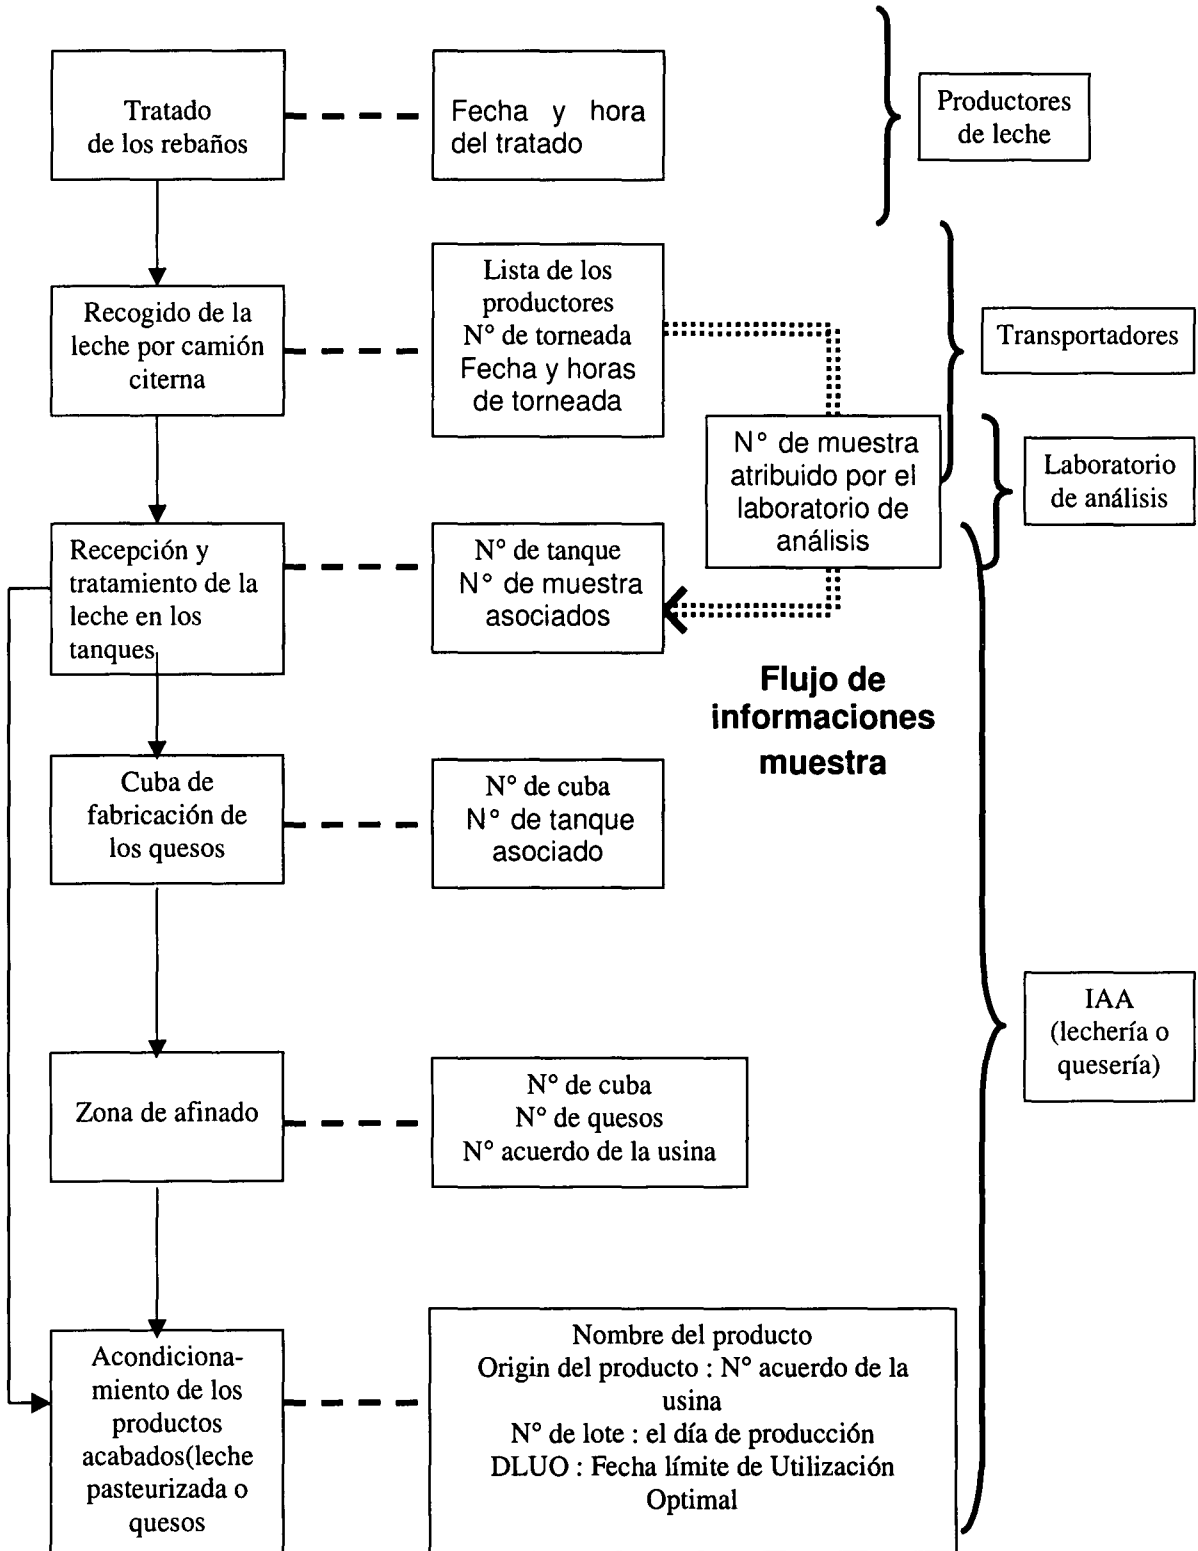 Tratado
de los rebaños
Fecha y hora
del tratado
Productores
de leche
Recogido de la
leche por camión
citerna
Lista de los
productores
N° de torneada
Fecha y horas
de torneada
Transportadores
N° de muestra
atribuido por el
laboratorio de
análisis
Laboratorio
de análisis
Recepción y
tratamiento de la
leche en los
tanques
N° de tanque
N° de muestra
asociados
Flujo de
informaciones
muestra
Cuba de
fabricación de
los quesos
N° de cuba
N° de tanque
asociado
IAA
(lechería o
quesería)
Zona de afinado
N° de cuba
N° de quesos
N° acuerdo de la usina
Acondiciona-
miento de los
productos
acabados(leche
pasteurizada o
quesos
Nombre del producto
Origin del producto : N° acuerdo de la
usina
N° de lote : el día de producción
DLUO : Fecha límite de Utilización
Optimal